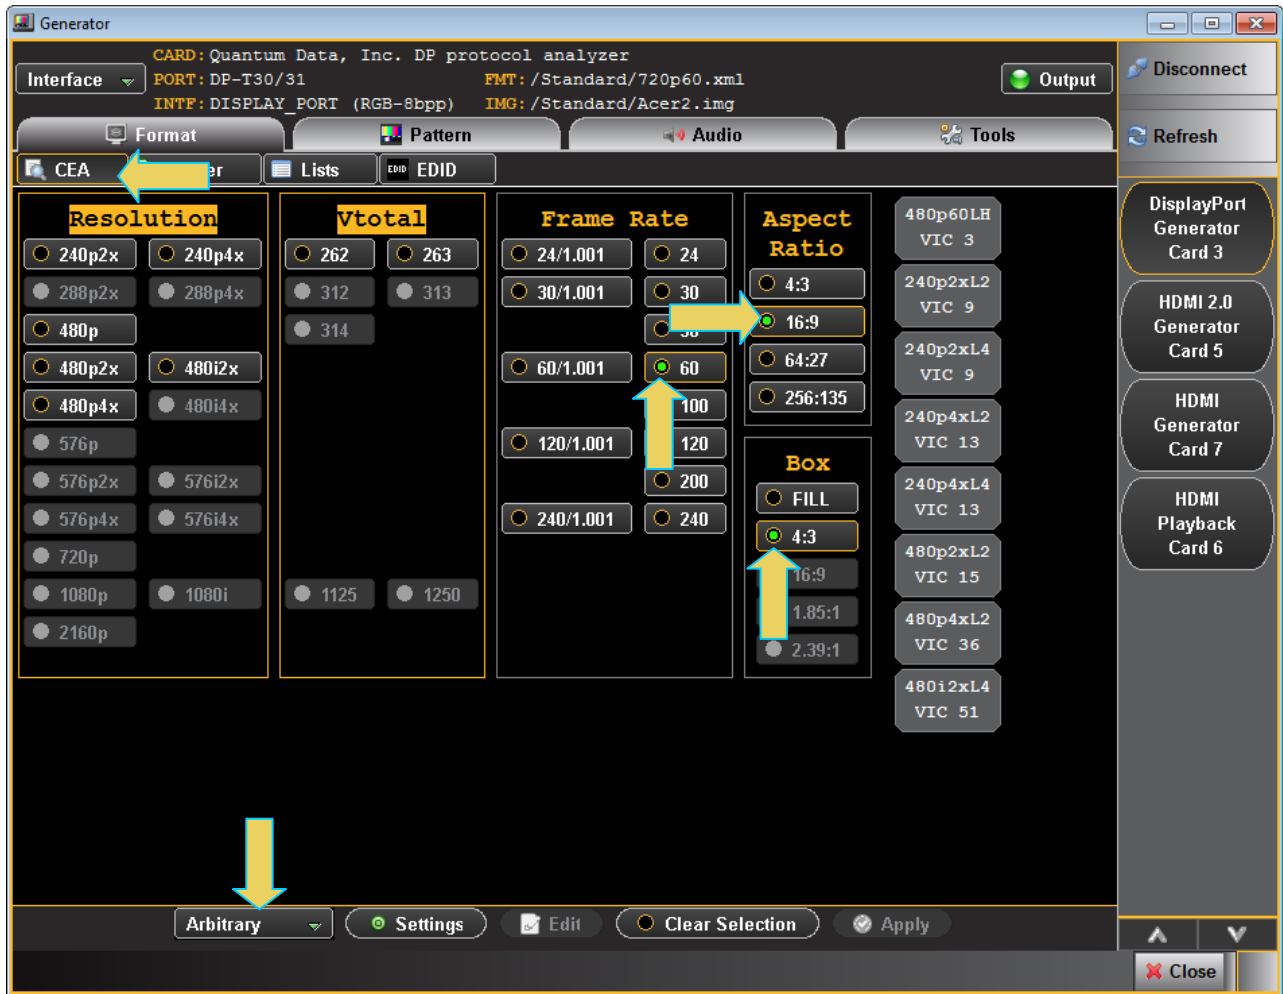 Generator
CARD: Quantum Data, Inc. DP protocol analyzer
Interface
PORT: DP-T30/31 FMT: /Standard/720p60.xml
INTF: DISPLAY_PORT (RGB-8bpp) IMG: /Standard/Acer2.img
Output
Disconnect
Refresh
Format Pattern Audio Tools
CEA er Lists EDID EDID
Resolution
240p2x 240p4x
288p2x 288p4x
480p
480p2x 480i2x
480p4x 480i4x
576p
576p2x 576i2x
576p4x 576i4x
720p
1080p 1080i
2160p
Vtotal
262 263
312 313
314
1125 1250
Frame Rate
24/1.001 24
30/1.001 30
60/1.001 60
100
120/1.001 120
200
240/1.001 240
Aspect
Ratio
4:3
16:9
64:27
256:135
Box
FILL
4:3
16:9
1.85:1
2.39:1
480p60LH
VIC 3
240p2xL2
VIC 9
240p2xL4
VIC 9
240p4xL2
VIC 13
240p4xL4
VIC 13
480p2xL2
VIC 15
480p4xL2
VIC 36
480i2xL4
VIC 51
DisplayPort
Generator
Card 3
HDMI 2.0
Generator
Card 5
HDMI
Generator
Card 7
HDMI
Playback
Card 6
Arbitrary Settings Edit Clear Selection Apply
Close